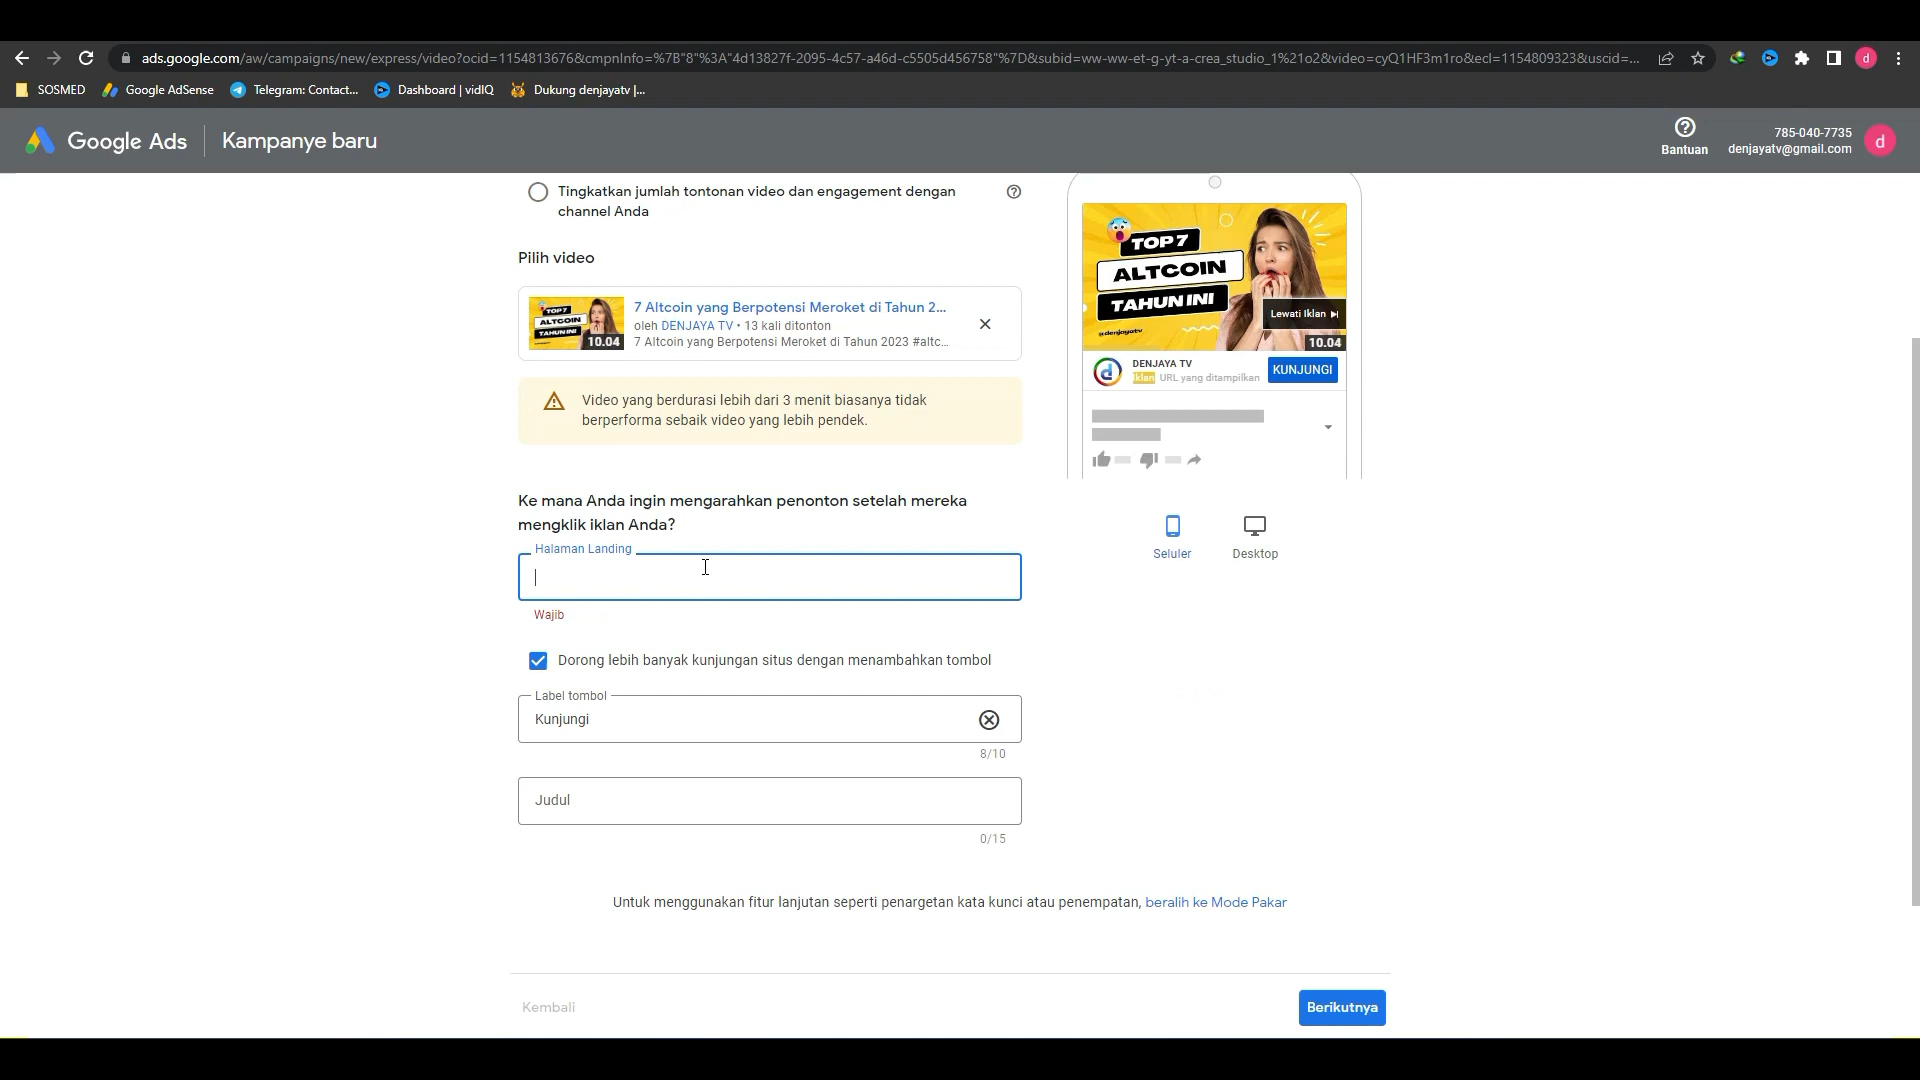 ads.google.com/aw/campaigns/new/express/video?ocid=1154813676&cmpnInfo=%7B"8"%3A"4d13827f-2095-4c57-a46d-c5505d456758"%7D&subid=ww-ww-et-g-yt-a-crea_studio_1%21o2&video=cyQ1HF3m1ro&ecl=1154809323&uscid=...
d
SOSMED
Google AdSense
Telegram: Contact...
Dashboard | vidIQ
Dukung denjayatv |...
Google Ads
Kampanye baru
Bantuan
785-040-7735
denjayatv@gmail.com
d
Tingkatkan jumlah tontonan video dan engagement dengan
channel Anda
Pilih video
TOP 7
ALTCOIN
TAHUN INI
10.04
7 Altcoin yang Berpotensi Meroket di Tahun 2...
oleh DENJAYA TV • 13 kali ditonton
7 Altcoin yang Berpotensi Meroket di Tahun 2023 #altc...
Video yang berdurasi lebih dari 3 menit biasanya tidak
berperforma sebaik video yang lebih pendek.
Ke mana Anda ingin mengarahkan penonton setelah mereka
mengklik iklan Anda?
Halaman Landing
Wajib
Dorong lebih banyak kunjungan situs dengan menambahkan tombol
Label tombol
Kunjungi
8/10
Judul
0/15
TOP 7
ALTCOIN
TAHUN INI
@denjayatv
Lewati Iklan
10.04
DENJAYA TV
Iklan URL yang ditampilkan
KUNJUNGI
Seluler
Desktop
Untuk menggunakan fitur lanjutan seperti penargetan kata kunci atau penempatan, beralih ke Mode Pakar
Kembali
Berikutnya